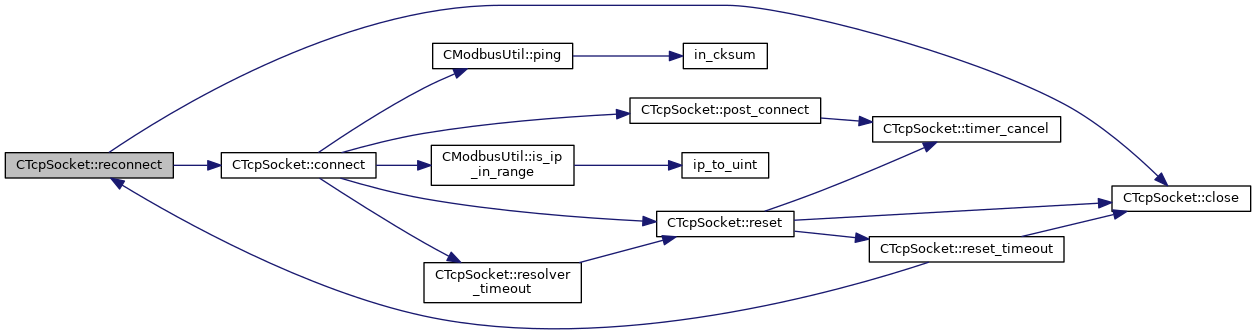 CTcpSocket::reconnect
CTcpSocket::connect
CModbusUtil::ping
in_cksum
CTcpSocket::post_connect
CTcpSocket::timer_cancel
CModbusUtil::is_ip
_in_range
ip_to_uint
CTcpSocket::reset
CTcpSocket::close
CTcpSocket::reset_timeout
CTcpSocket::resolver
_timeout